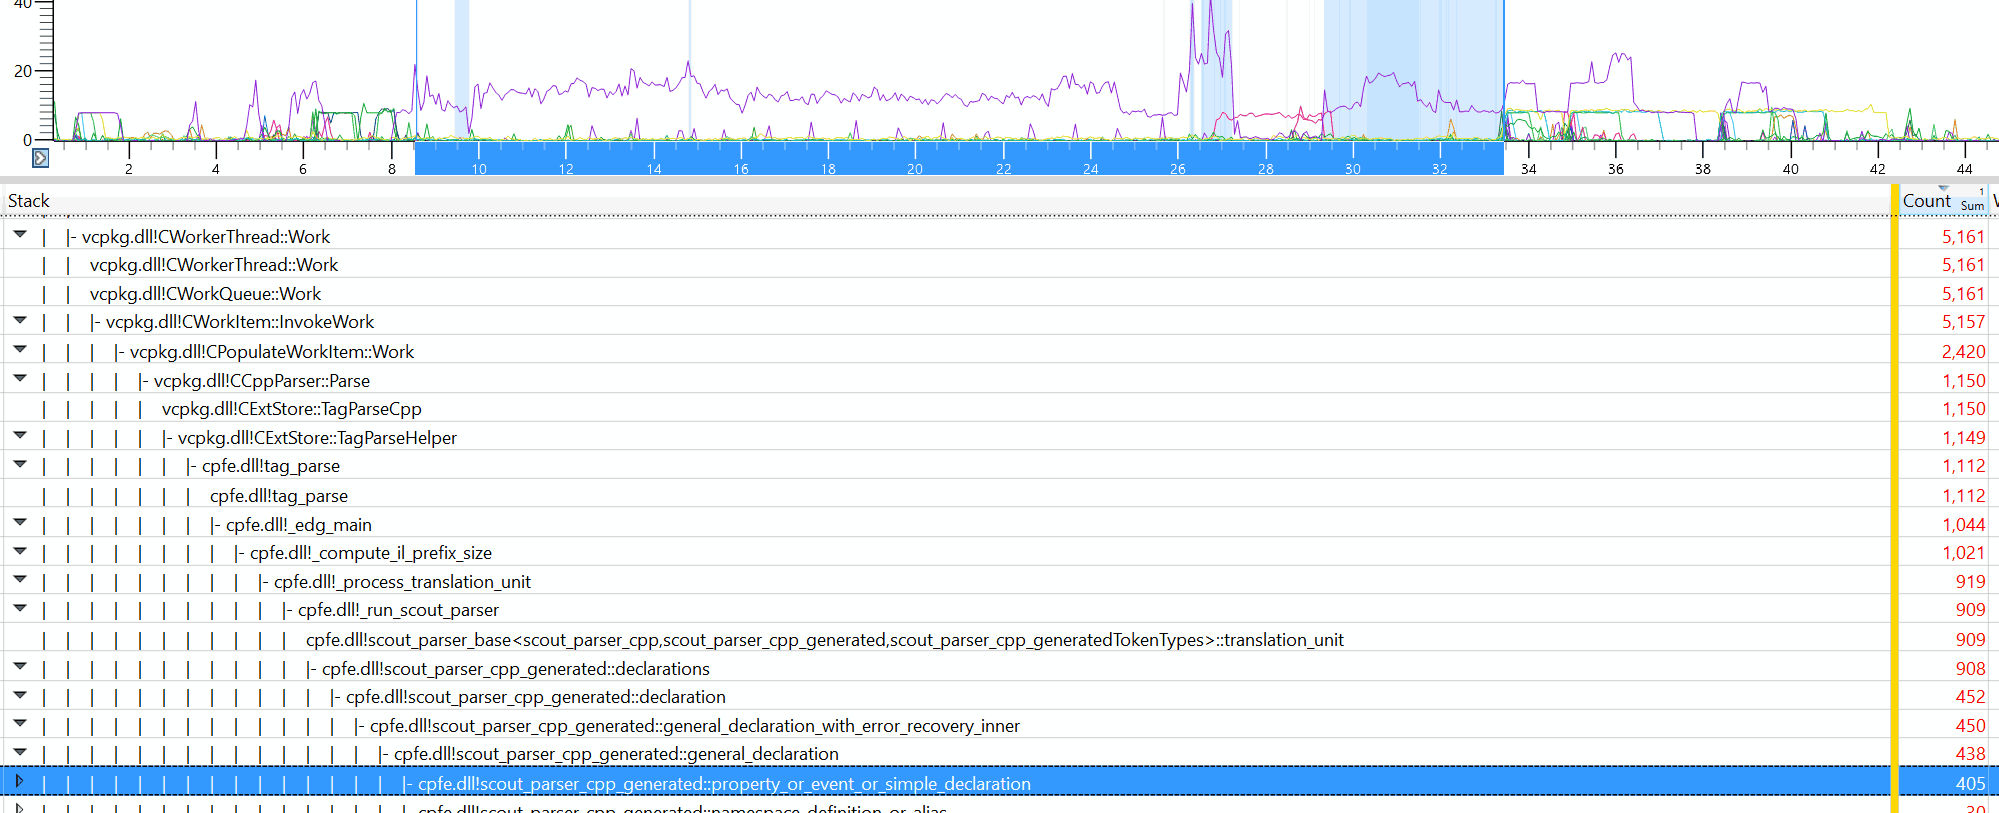 40
20
0
2 4 6 8 10 12 14 16 18 20 22 24 26 28 30 32 34 36 38 40 42 44
Stack Count 1 Sum
|- vcpkg.dll!CWorkerThread::Work 5,161
vcpkg.dll!CWorkerThread::Work 5,161
vcpkg.dll!CWorkQueue::Work 5,161
|- vcpkg.dll!CWorkItem::InvokeWork 5,157
|- vcpkg.dll!CPopulateWorkItem::Work 2,420
|- vcpkg.dll!CCppParser::Parse 1,150
vcpkg.dll!CExtStore::TagParseCpp 1,150
|- vcpkg.dll!CExtStore::TagParseHelper 1,149
|- cpfe.dll!tag_parse 1,112
cpfe.dll!tag_parse 1,112
|- cpfe.dll!_edg_main 1,044
|- cpfe.dll!_compute_il_prefix_size 1,021
|- cpfe.dll!_process_translation_unit 919
|- cpfe.dll!_run_scout_parser 909
cpfe.dll!scout_parser_base<scout_parser_cpp,scout_parser_cpp_generated,scout_parser_cpp_generatedTokenTypes>::translation_unit 909
|- cpfe.dll!scout_parser_cpp_generated::declarations 908
|- cpfe.dll!scout_parser_cpp_generated::declaration 452
|- cpfe.dll!scout_parser_cpp_generated::general_declaration_with_error_recovery_inner 450
|- cpfe.dll!scout_parser_cpp_generated::general_declaration 438
|- cpfe.dll!scout_parser_cpp_generated::property_or_event_or_simple_declaration 405
cpfe.dll!scout_parser_cpp_generated::namespace_definition_or_alias 30